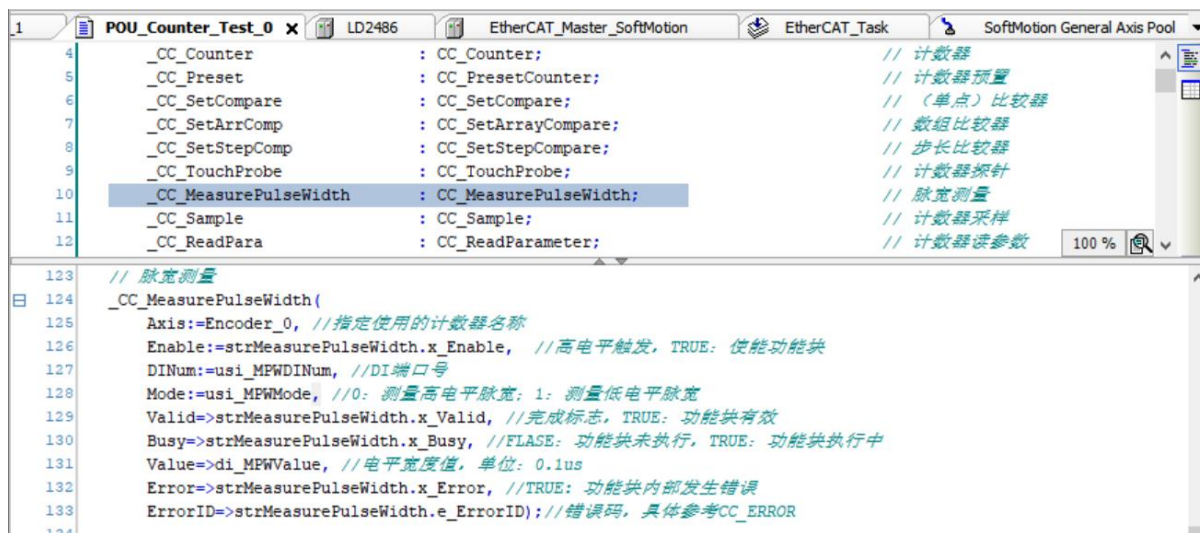 _1 POU_Counter_Test_0 X LD2486 EtherCAT_Master_SoftMotion EtherCAT_Task SoftMotion General Axis Pool
4 _CC_Counter : CC_Counter; // 计数器
5 _CC_Preset : CC_PresetCounter; // 计数器预置
6 _CC_SetCompare : CC_SetCompare; // （单点）比较器
7 _CC_SetArrComp : CC_SetArrayCompare; // 数组比较器
8 _CC_SetStepComp : CC_SetStepCompare; // 步长比较器
9 _CC_TouchProbe : CC_TouchProbe; // 计数器探针
10 _CC_MeasurePulseWidth : CC_MeasurePulseWidth; // 脉宽测量
11 _CC_Sample : CC_Sample; // 计数器采样
12 _CC_ReadPara : CC_ReadParameter; // 计数器读参数 100 %
123 // 脉宽测量
124 _CC_MeasurePulseWidth(
125 Axis:=Encoder_0, //指定使用的计数器名称
126 Enable:=strMeasurePulseWidth.x_Enable, //高电平触发，TRUE：使能功能块
127 DINum:=usi_MPWDINum, //DI端口号
128 Mode:=usi_MPWMode, //0：测量高电平脉宽；1：测量低电平脉宽
129 Valid=>strMeasurePulseWidth.x_Valid, //完成标志，TRUE：功能块有效
130 Busy=>strMeasurePulseWidth.x_Busy, //FLASE：功能块未执行，TRUE：功能块执行中
131 Value=>di_MPWValue, //电平宽度值，单位：0.1us
132 Error=>strMeasurePulseWidth.x_Error, //TRUE：功能块内部发生错误
133 ErrorID=>strMeasurePulseWidth.e_ErrorID);//错误码，具体参考CC_ERROR
124